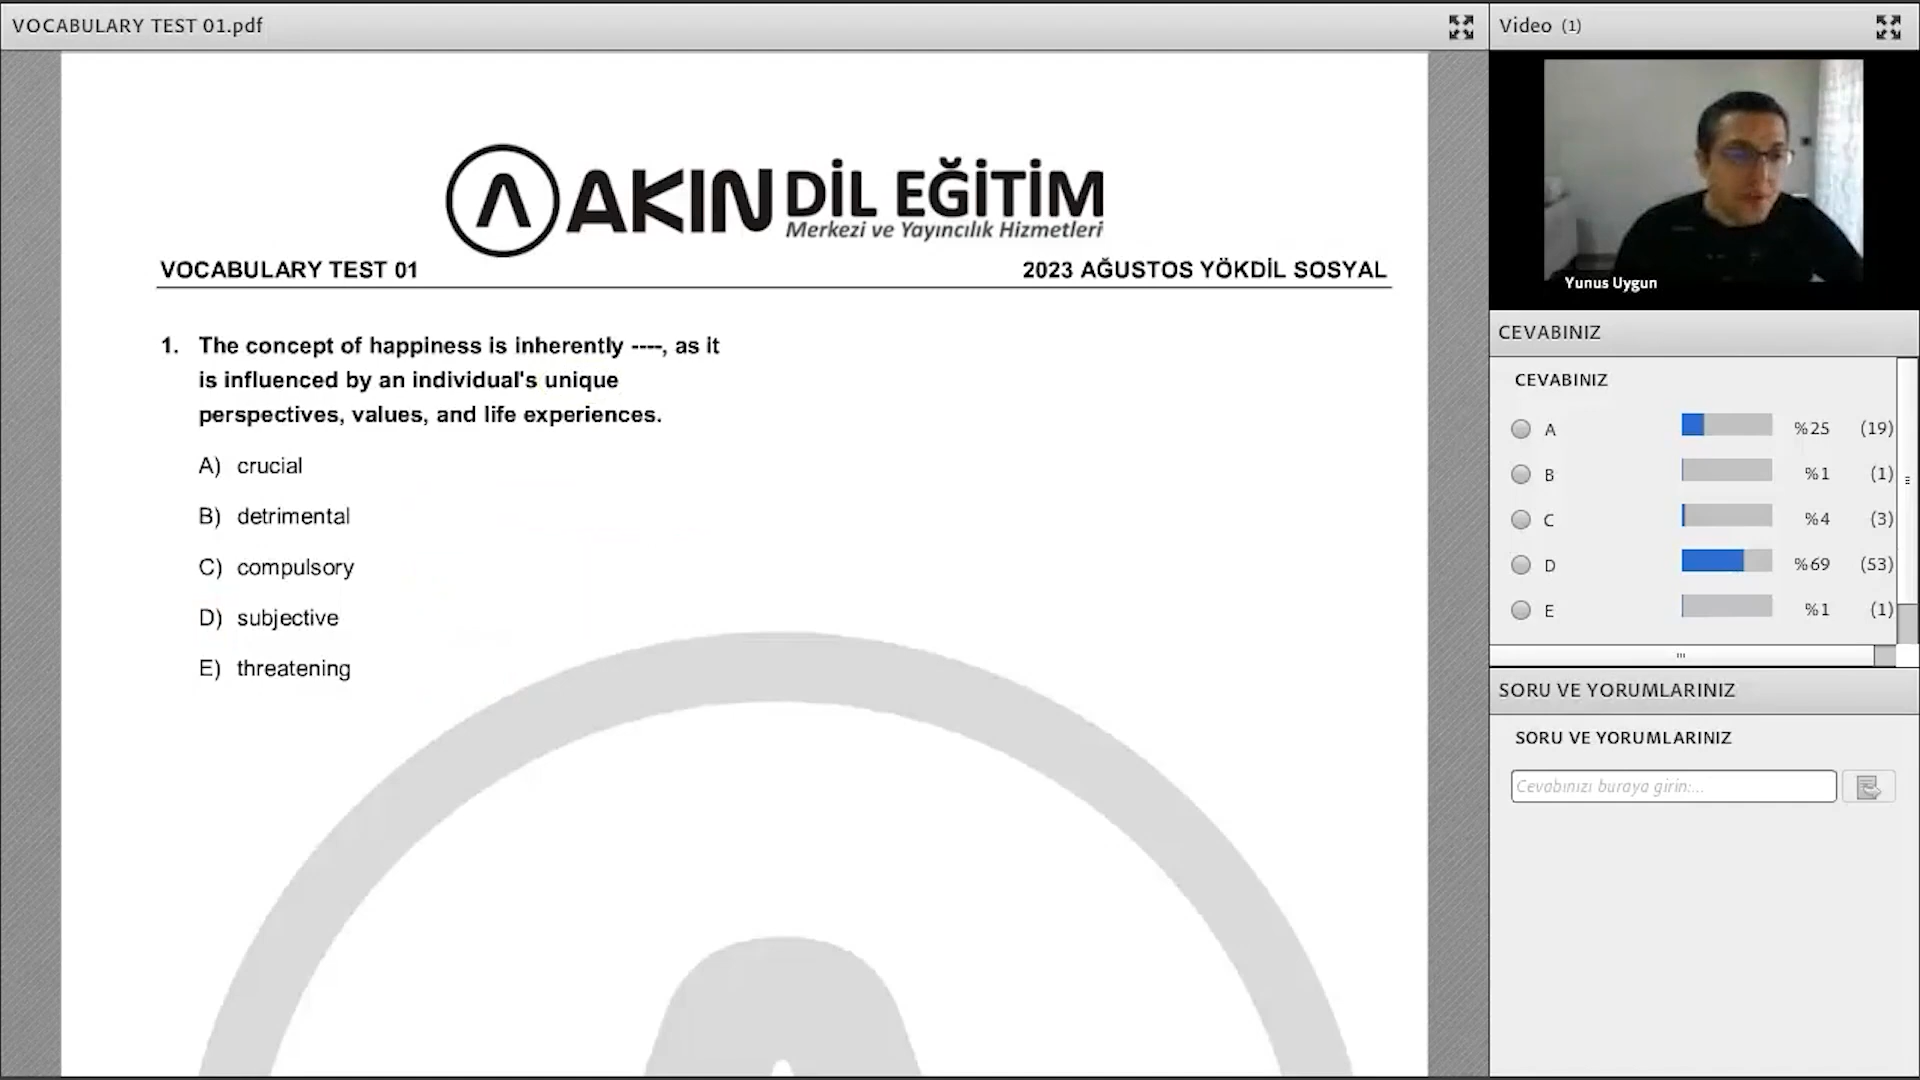 VOCABULARY TEST 01.pdf
AKIN DİL EĞİTİM
Merkezi ve Yayıncılık Hizmetleri
VOCABULARY TEST 01
2023 AĞUSTOS YÖKDİL SOSYAL
1. The concept of happiness is inherently ----, as it
is influenced by an individual's unique
perspectives, values, and life experiences.
A) crucial
B) detrimental
C) compulsory
D) subjective
E) threatening
Video (1)
Yunus Uygun
CEVABINIZ
CEVABINIZ
A %25 (19)
B %1 (1)
C %4 (3)
D %69 (53)
E %1 (1)
SORU VE YORUMLARINIZ
SORU VE YORUMLARINIZ
Cevabınızı buraya girin:...